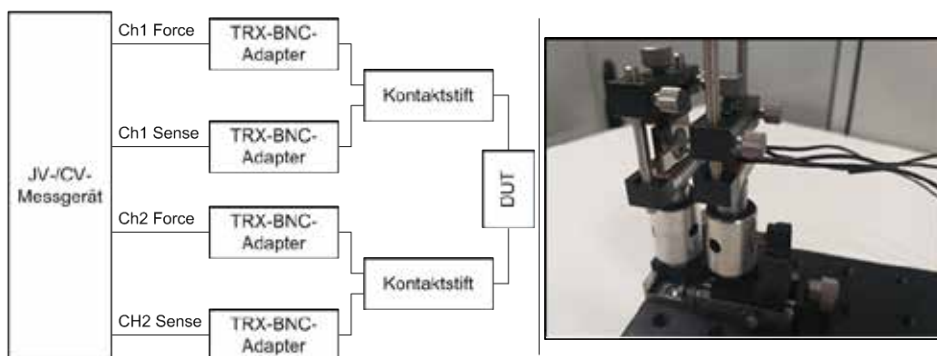 Ch1 Force
TRX-BNC-
Adapter
Kontaktstift
Ch1 Sense
TRX-BNC-
Adapter
JV-/CV-
Messgerät
DUT
Ch2 Force
TRX-BNC-
Adapter
Kontaktstift
CH2 Sense
TRX-BNC-
Adapter